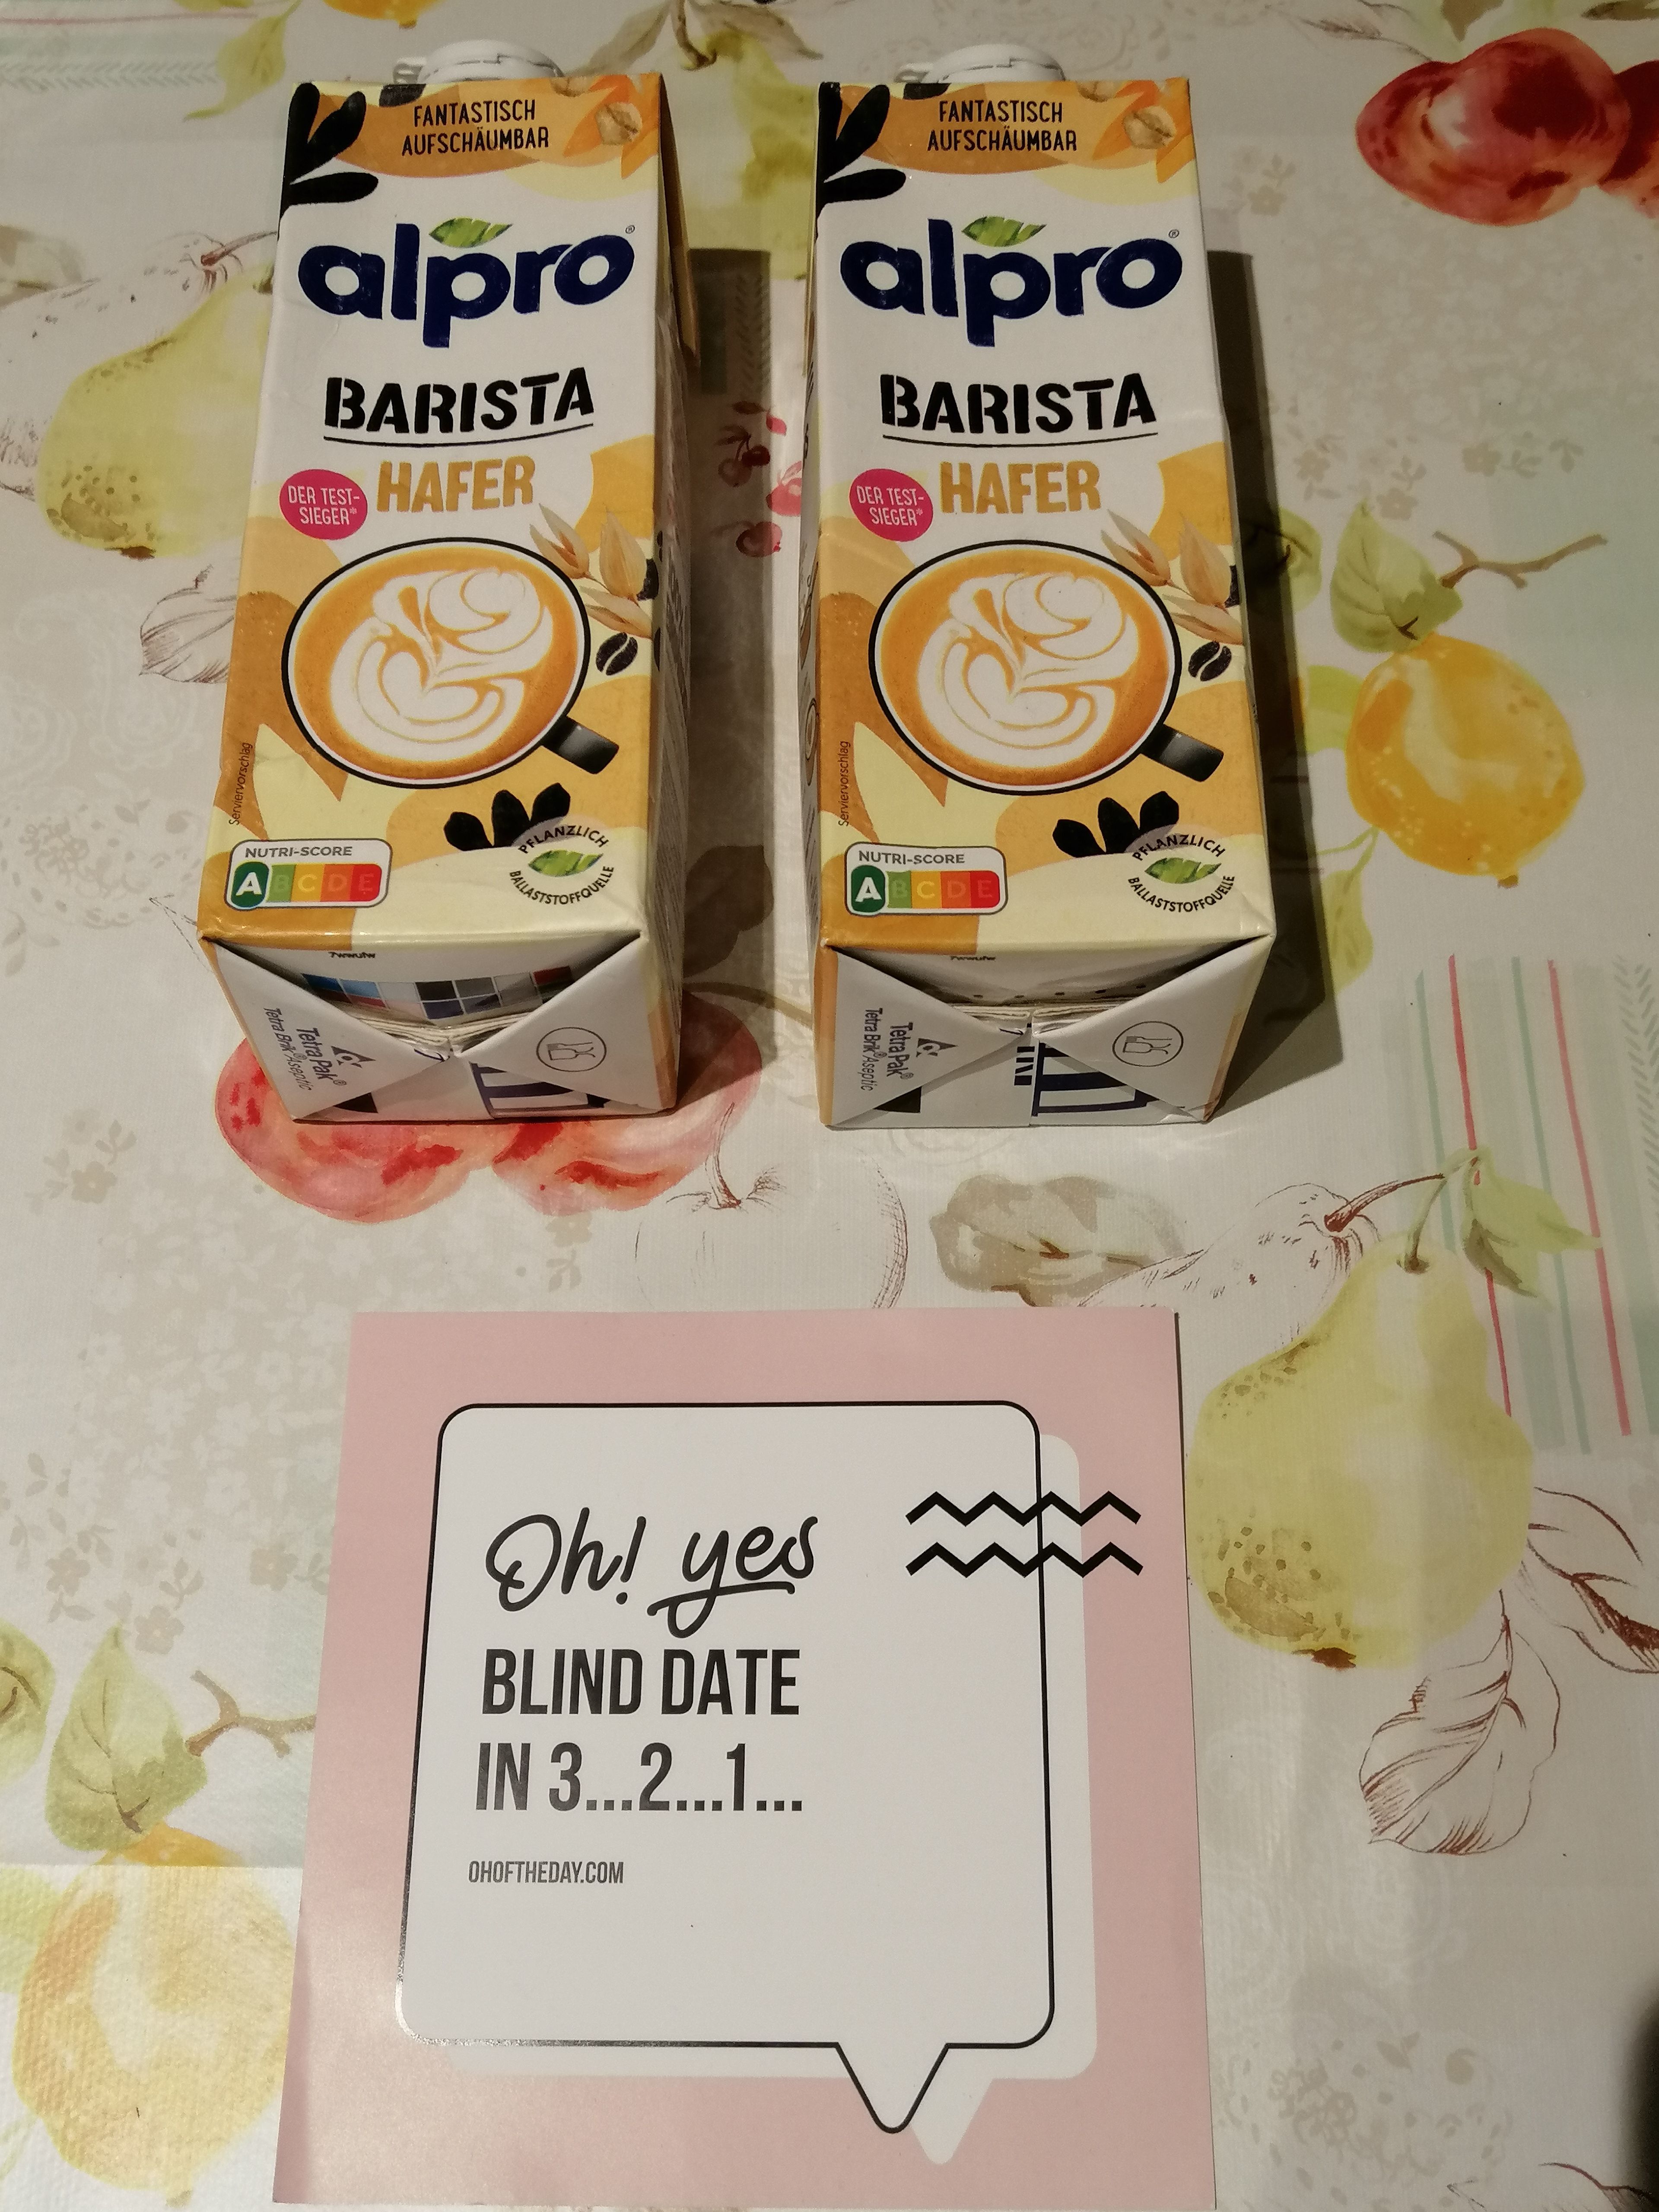 FANTASTISCH
AUFSCHÄUMBAR
alpro®
BARISTA
HAFER
DER TEST-
SIEGER*
Serviervorschlag
NUTRI-SCORE
A B C D E
PFLANZLICH
BALLASTSTOFFQUELLE
Tetra Pak®
Tetra Brik® Aseptic
FANTASTISCH
AUFSCHÄUMBAR
alpro®
BARISTA
HAFER
DER TEST-
SIEGER*
Serviervorschlag
NUTRI-SCORE
A B C D E
PFLANZLICH
BALLASTSTOFFQUELLE
Tetra Pak®
Tetra Brik® Aseptic
Oh! yes
BLIND DATE
IN 3...2...1...
OHOFTHEDAY.COM